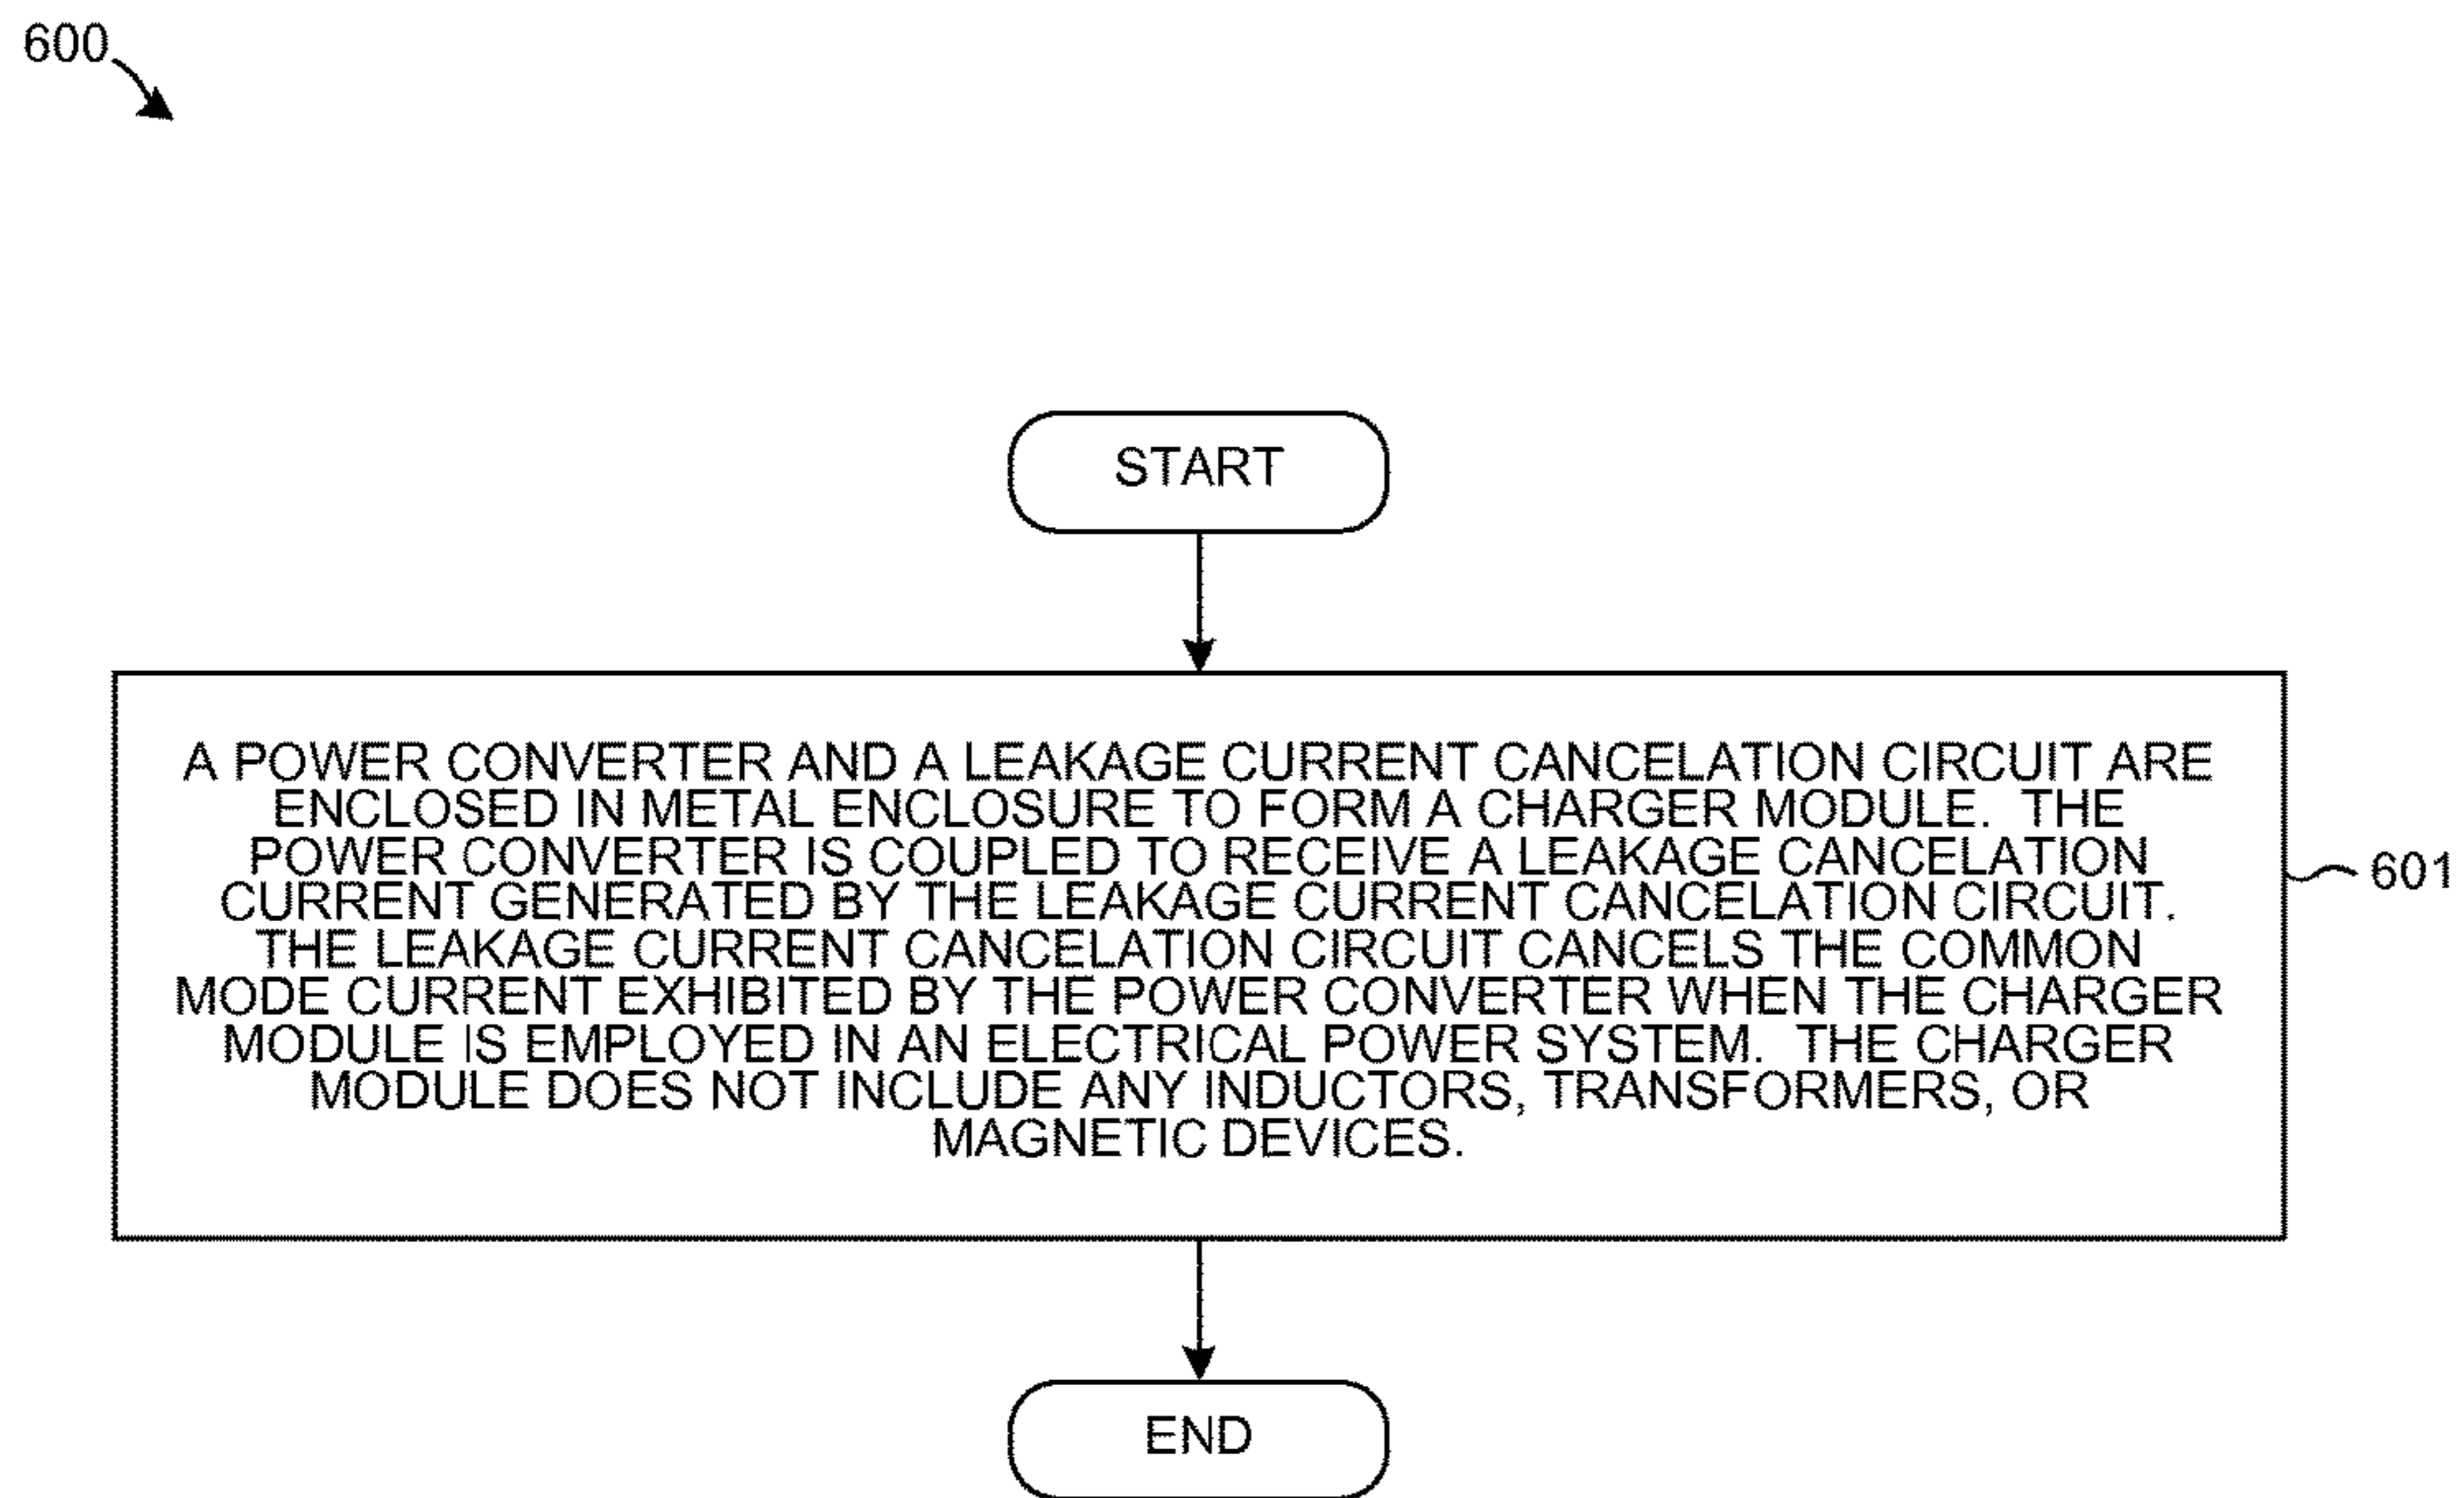 600
START
A POWER CONVERTER AND A LEAKAGE CURRENT CANCELATION CIRCUIT ARE
ENCLOSED IN METAL ENCLOSURE TO FORM A CHARGER MODULE.  THE
POWER CONVERTER IS COUPLED TO RECEIVE A LEAKAGE CANCELATION
CURRENT GENERATED BY THE LEAKAGE CURRENT CANCELATION CIRCUIT.
THE LEAKAGE CURRENT CANCELATION CIRCUIT CANCELS THE COMMON
MODE CURRENT EXHIBITED BY THE POWER CONVERTER WHEN THE CHARGER
MODULE IS EMPLOYED IN AN ELECTRICAL POWER SYSTEM.  THE CHARGER
MODULE DOES NOT INCLUDE ANY INDUCTORS, TRANSFORMERS, OR
MAGNETIC DEVICES.
601
END